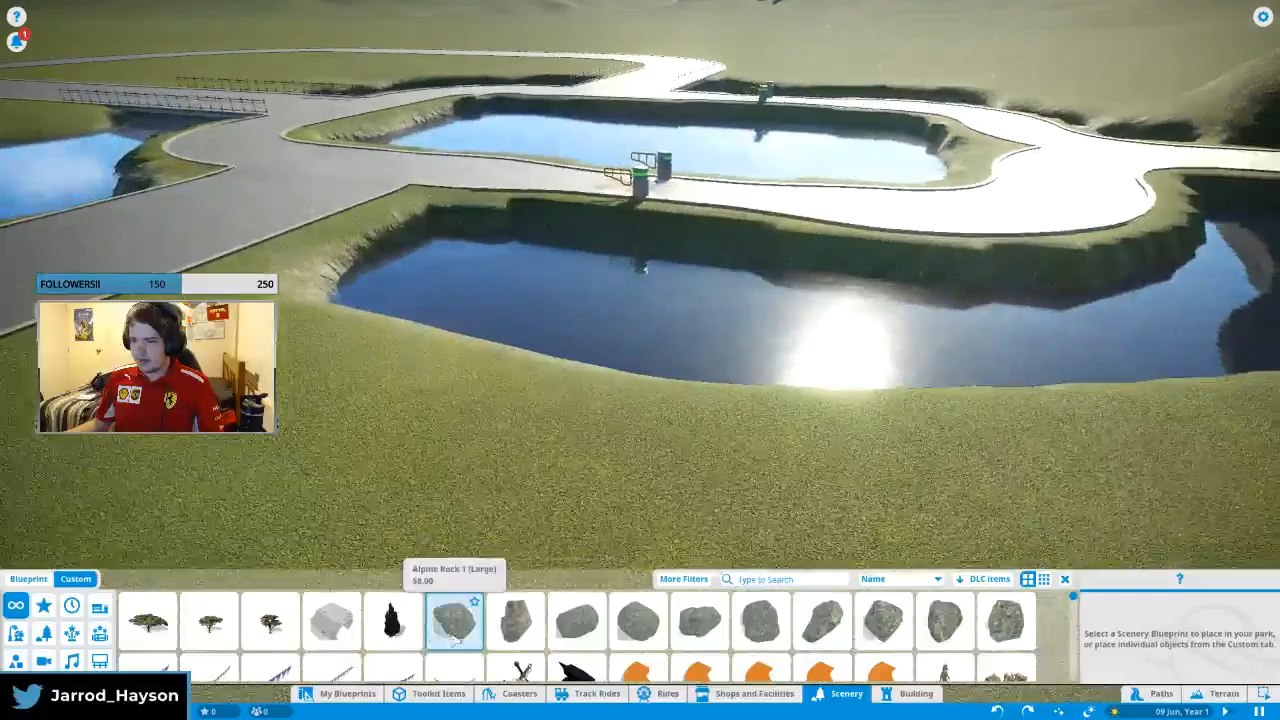 ?
1
FOLLOWERSII 150 250
Alpine Rock 1 (Large)
$8.00
Blueprint Custom
More Filters Type to Search Name DLC Items ?
Select a Scenery Blueprint to place in your park,
or place individual objects from the Custom tab.
My Blueprints Toolkit Items Coasters Track Rides Rides Shops and Facilities Scenery Building Paths Terrain
Jarrod_Hayson
0 0 09 Jun, Year 1